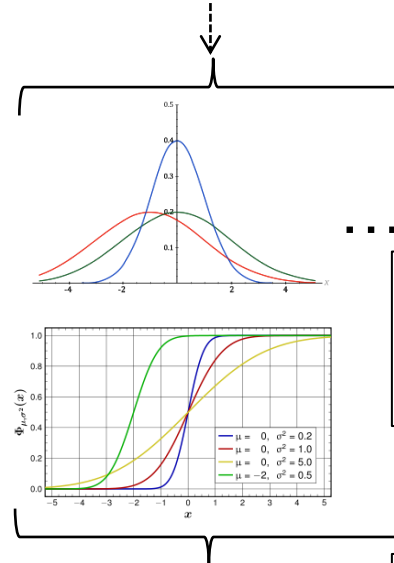 0.5
0.4
0.3
0.2
0.1
-4 -2 2 4 X
...
1.0
0.8
0.6
0.4
0.2
0.0
Φμ,σ²(x)
μ = 0, σ² = 0.2
μ = 0, σ² = 1.0
μ = 0, σ² = 5.0
μ = −2, σ² = 0.5
−5 −4 −3 −2 −1 0 1 2 3 4 5
x